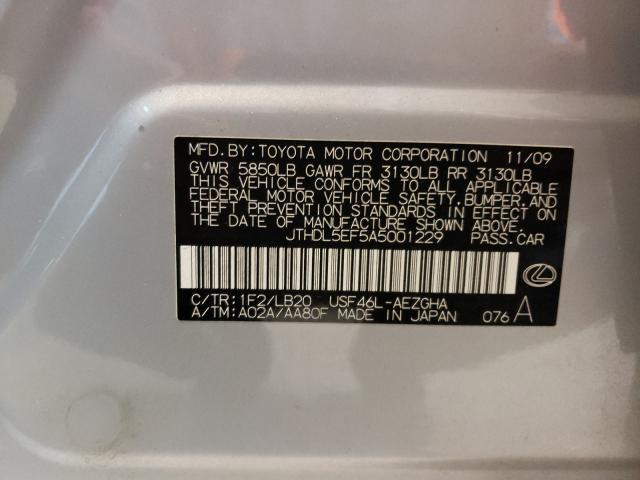 MFD. BY: TOYOTA MOTOR CORPORATION 11/09
GVWR 5850LB GAWR FR 3130LB RR 3130LB
THIS VEHICLE CONFORMS TO ALL APPLICABLE
FEDERAL MOTOR VEHICLE SAFETY, BUMPER, AND
THEFT PREVENTION STANDARDS IN EFFECT ON
THE DATE OF MANUFACTURE SHOWN ABOVE.
JTHDL5EF5A5001229 PASS. CAR
C/TR: 1F2/LB20 USF46L-AEZGHA
A/TM: A02A/AA80F MADE IN JAPAN 076 A